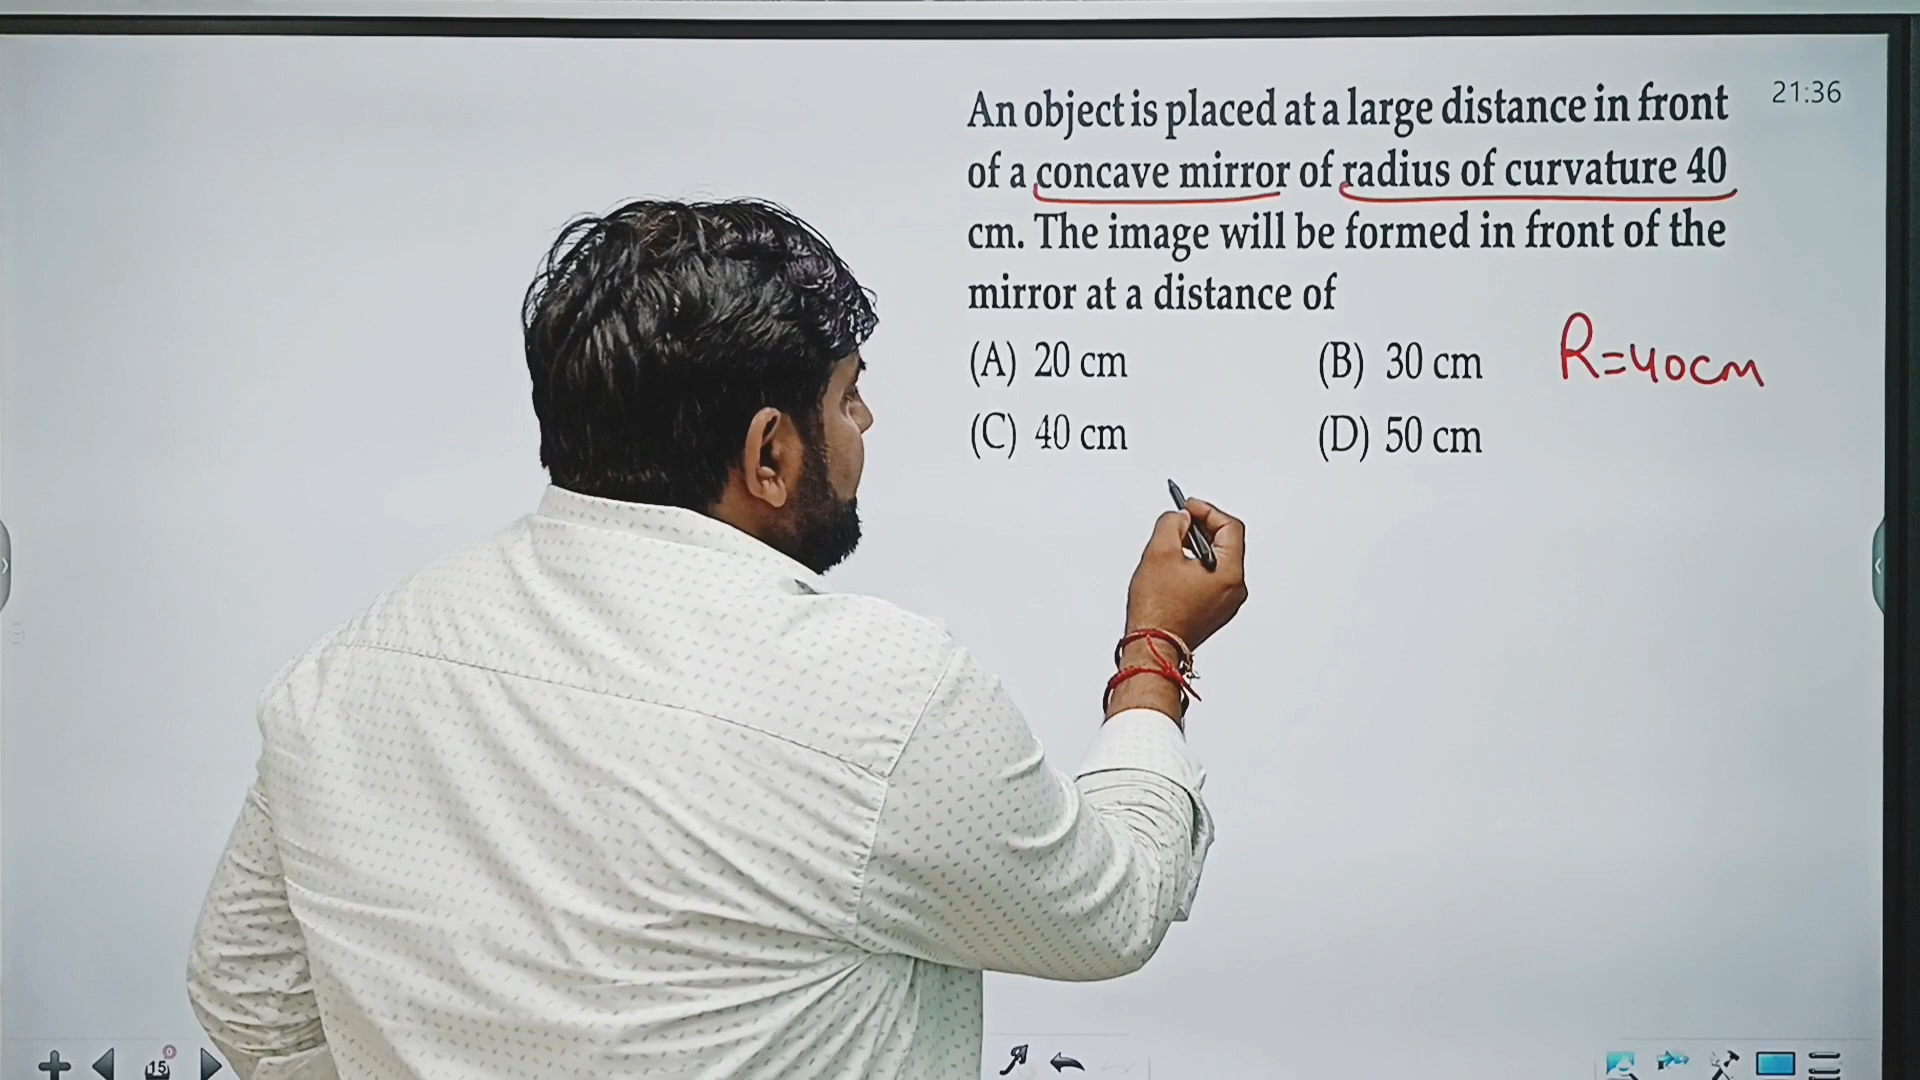 An object is placed at a large distance in front
21:36
of a concave mirror of radius of curvature 40
cm. The image will be formed in front of the
mirror at a distance of
(A) 20 cm (B) 30 cm
R=40cm
(C) 40 cm (D) 50 cm
15
0